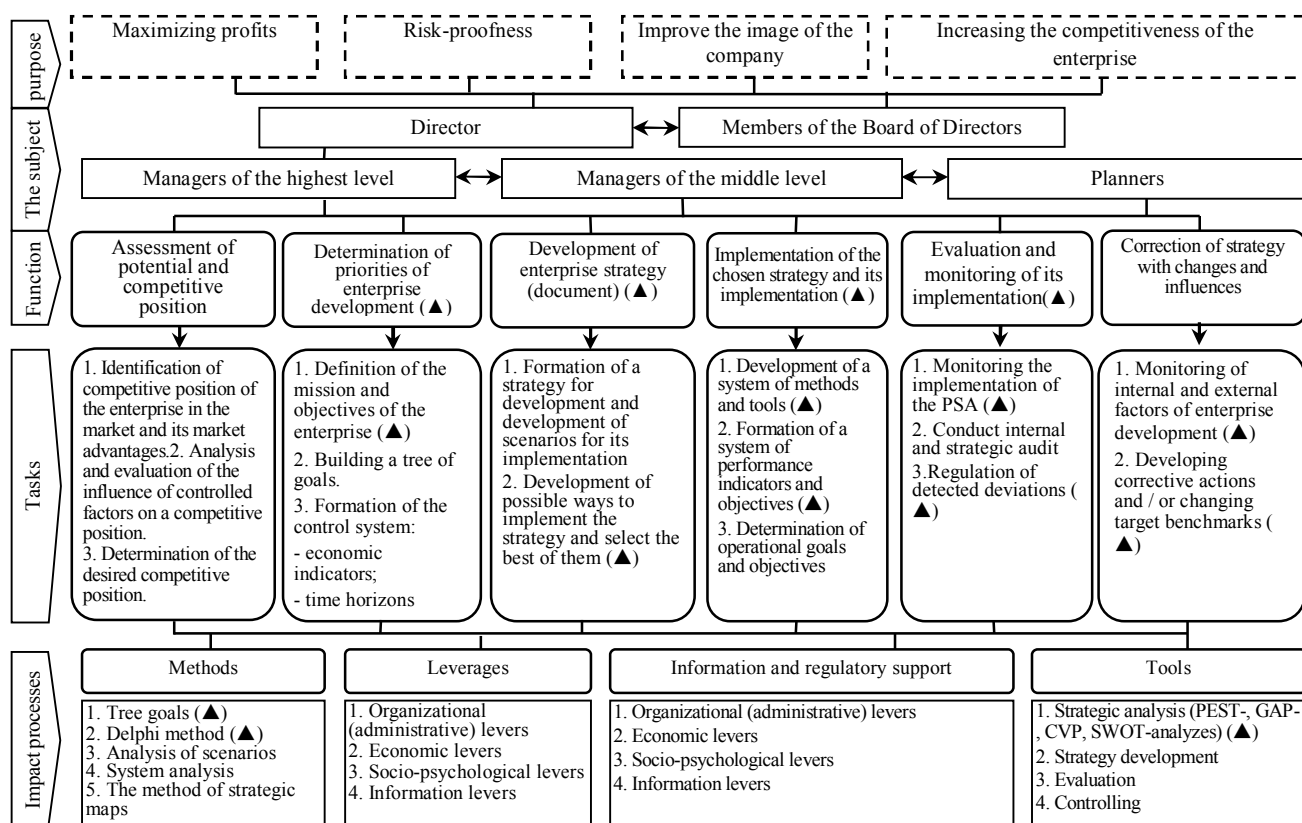 purpose
Maximizing profits
Risk-proofness
Improve the image of the
company
Increasing the competitiveness of the
enterprise
The subject
Director
Members of the Board of Directors
Managers of the highest level
Managers of the middle level
Planners
Function
Assessment of
potential and
competitive
position
Determination of
priorities of
enterprise
development (▲)
Development of
enterprise strategy
(document) (▲)
Implementation of the
chosen strategy and its
implementation (▲)
Evaluation and
monitoring of its
implementation(▲)
Correction of strategy
with changes and
influences
Tasks
1. Identification of
competitive position of
the enterprise in the
market and its market
advantages.2. Analysis
and evaluation of the
influence of controlled
factors on a competitive
position.
3. Determination of the
desired competitive
position.
1. Definition of the
mission and
objectives of the
enterprise (▲)
2. Building a tree of
goals.
3. Formation of the
control system:
- economic
indicators;
- time horizons
1. Formation of a
strategy for
development and
development of
scenarios for its
implementation
2. Development of
possible ways to
implement the
strategy and select the
best of them (▲)
1. Development of a
system of methods
and tools (▲)
2. Formation of a
system of
performance
indicators and
objectives (▲)
3. Determination of
operational goals
and objectives
1. Monitoring the
implementation of
the PSA (▲)
2. Conduct internal
and strategic audit
3.Regulation of
detected deviations (
▲)
1. Monitoring of
internal and external
factors of enterprise
development (▲)
2. Developing
corrective actions
and / or changing
target benchmarks (
▲)
Impact processes
Methods
1. Tree goals (▲)
2. Delphi method (▲)
3. Analysis of scenarios
4. System analysis
5. The method of strategic
maps
Leverages
1. Organizational
(administrative) levers
2. Economic levers
3. Socio-psychological levers
4. Information levers
Information and regulatory support
1. Organizational (administrative) levers
2. Economic levers
3. Socio-psychological levers
4. Information levers
Tools
1. Strategic analysis (PEST-, GAP-
, CVP, SWOT-analyzes) (▲)
2. Strategy development
3. Evaluation
4. Controlling